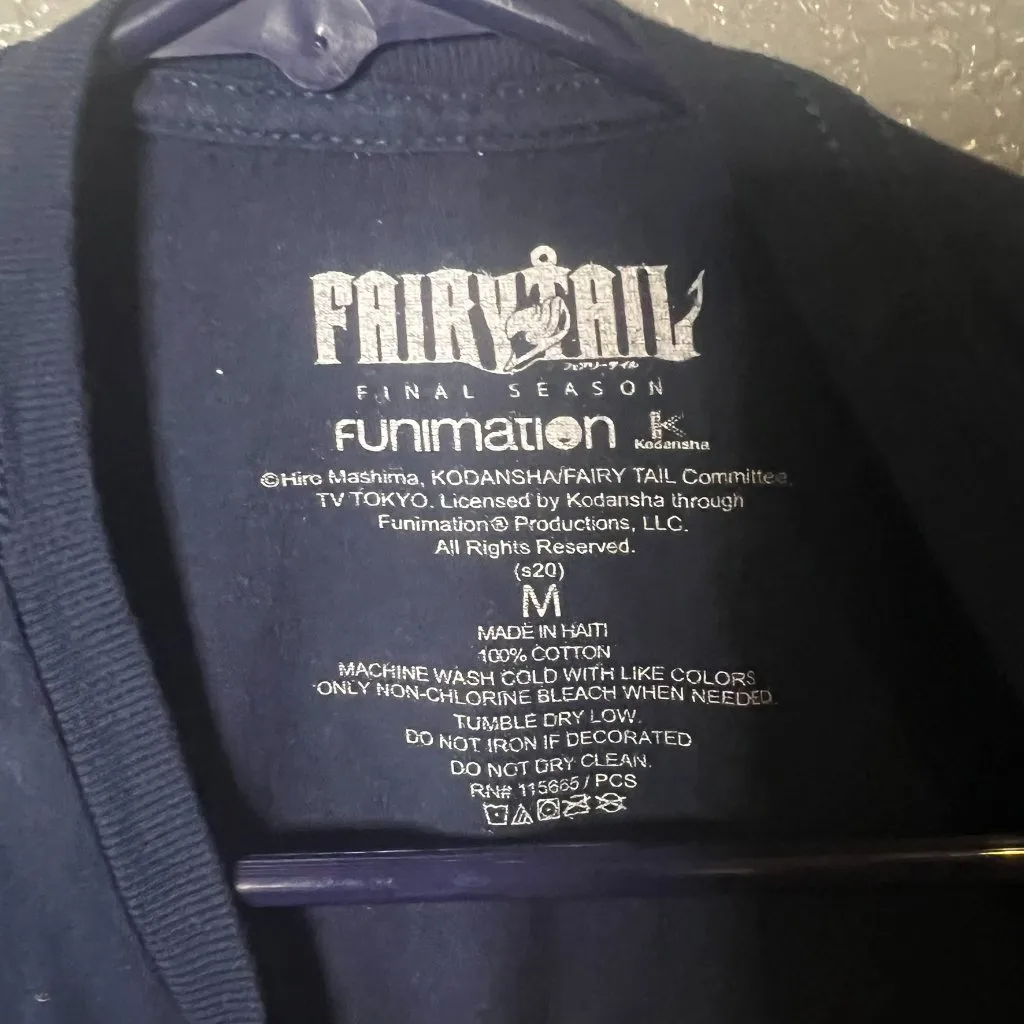 FAIRY TAIL
フェアリーテイル
FINAL SEASON
FUnimaTiOn
Kodansha
©Hiro Mashima, KODANSHA/FAIRY TAIL Committee,
TV TOKYO. Licensed by Kodansha through
Funimation® Productions, LLC.
All Rights Reserved.
(s20)
M
MADE IN HAITI
100% COTTON
MACHINE WASH COLD WITH LIKE COLORS
ONLY NON-CHLORINE BLEACH WHEN NEEDED.
TUMBLE DRY LOW.
DO NOT IRON IF DECORATED
DO NOT DRY CLEAN.
RN# 115665 / PCS